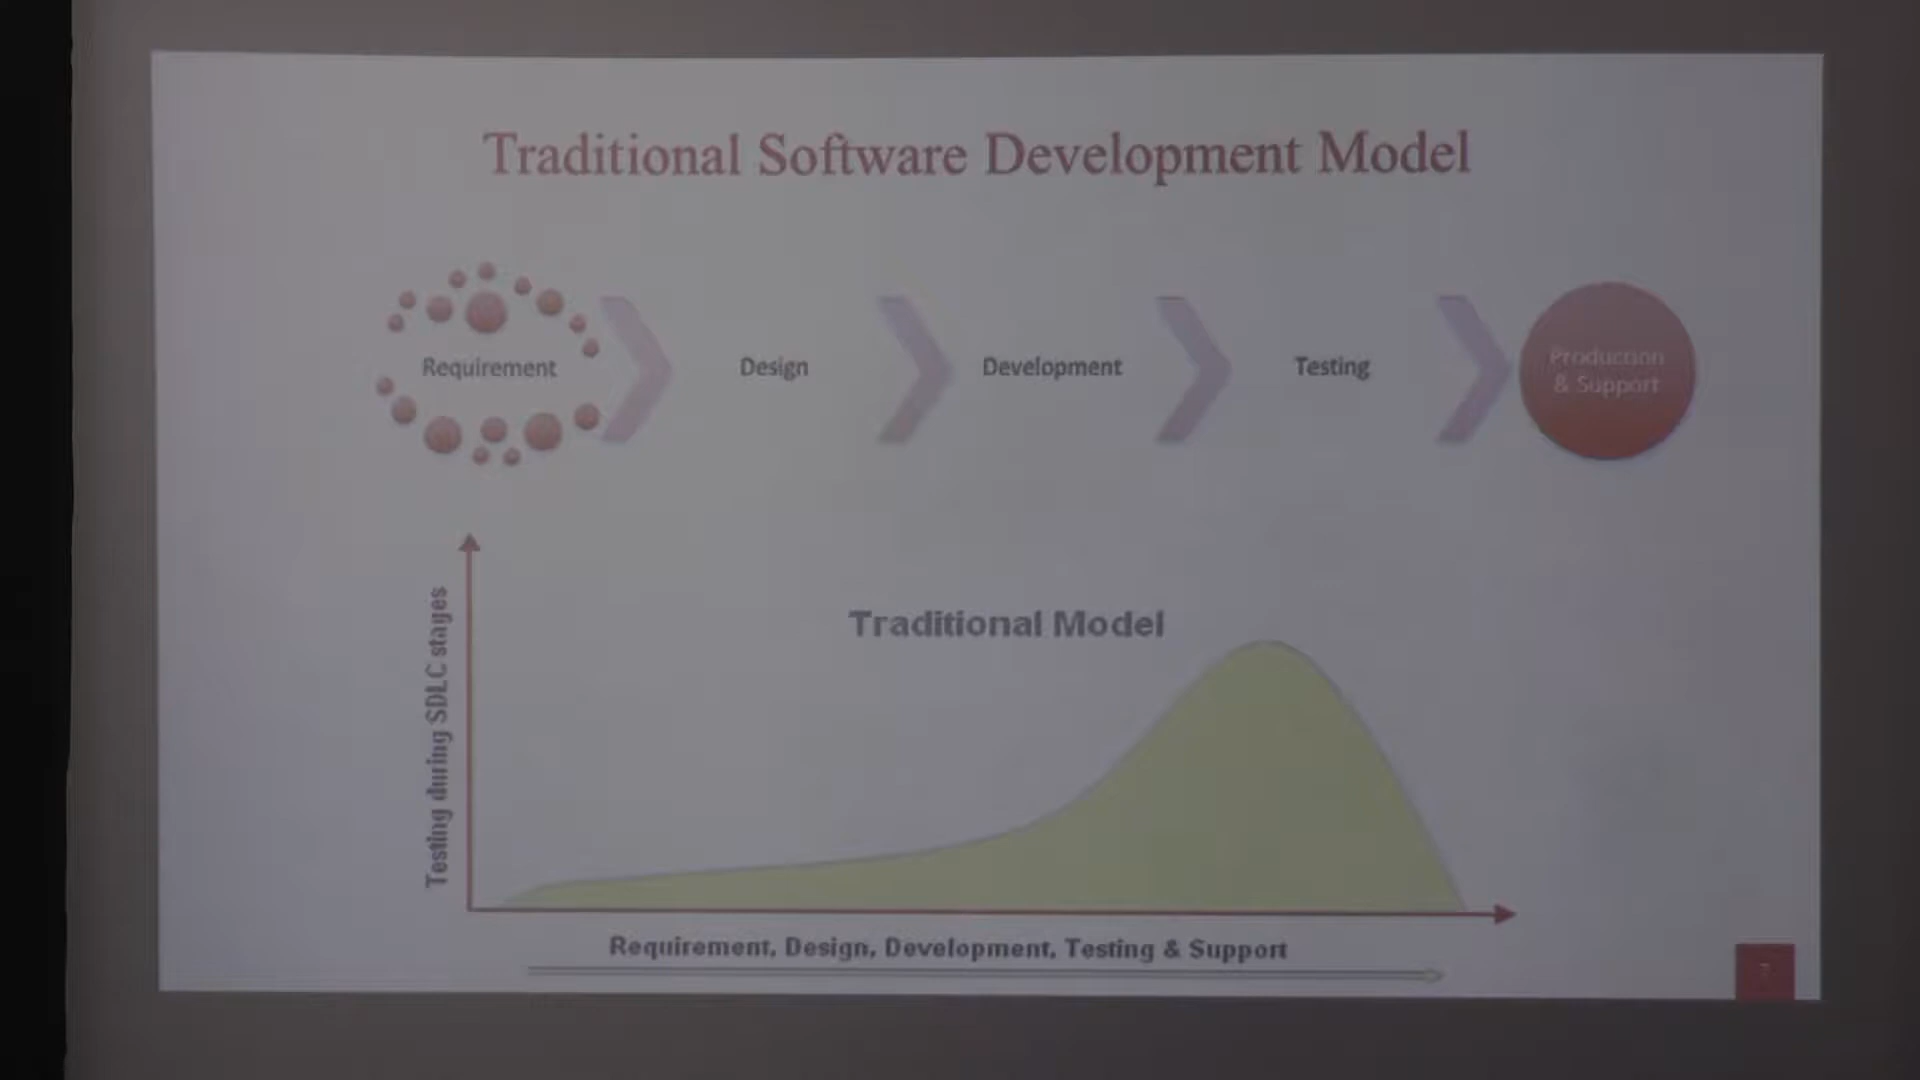 Traditional Software Development Model
Requirement
Design
Development
Testing
Production
& Support
Traditional Model
Testing during SDLC stages
Requirement, Design, Development, Testing & Support